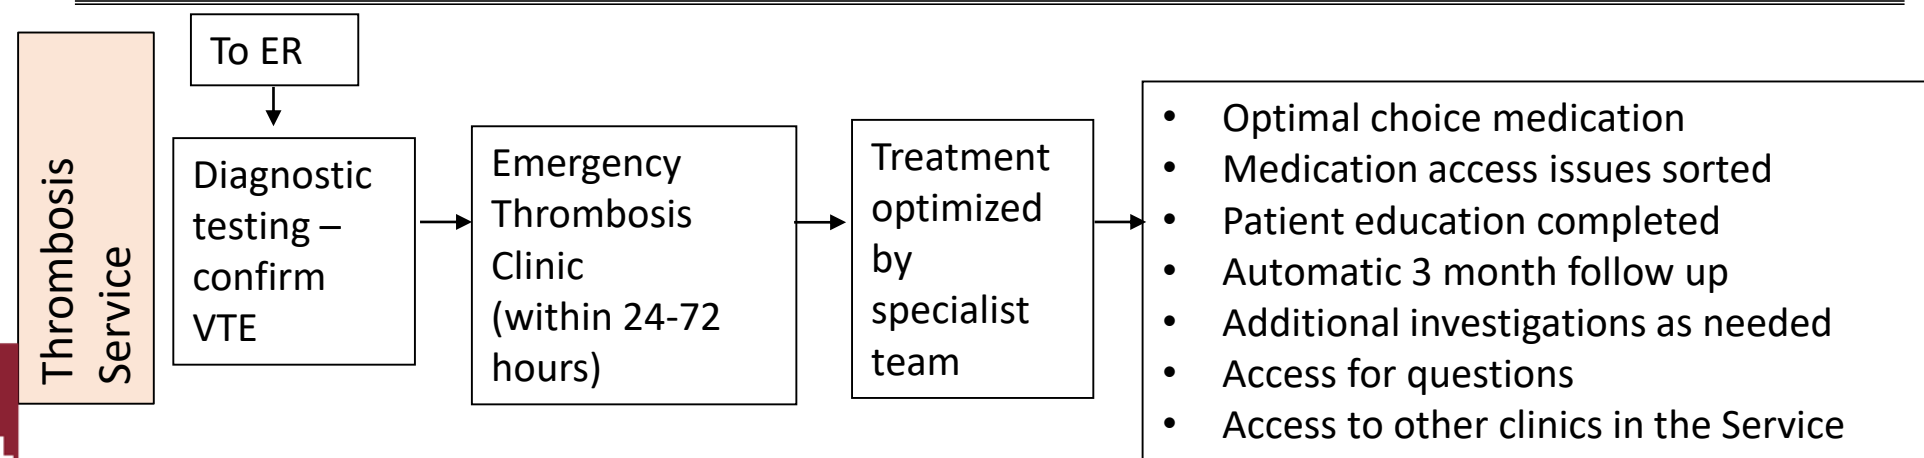 Thrombosis
Service
To ER
Diagnostic
testing –
confirm
VTE
Emergency
Thrombosis
Clinic
(within 24-72
hours)
Treatment
optimized
by
specialist
team
• Optimal choice medication
• Medication access issues sorted
• Patient education completed
• Automatic 3 month follow up
• Additional investigations as needed
• Access for questions
• Access to other clinics in the Service